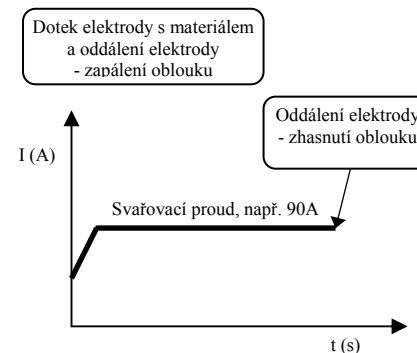 Dotek elektrody s materiálem
a oddálení elektrody
- zapálení oblouku
Oddálení elektrody
- zhasnutí oblouku
I (A)
Svařovací proud, např. 90A
t (s)